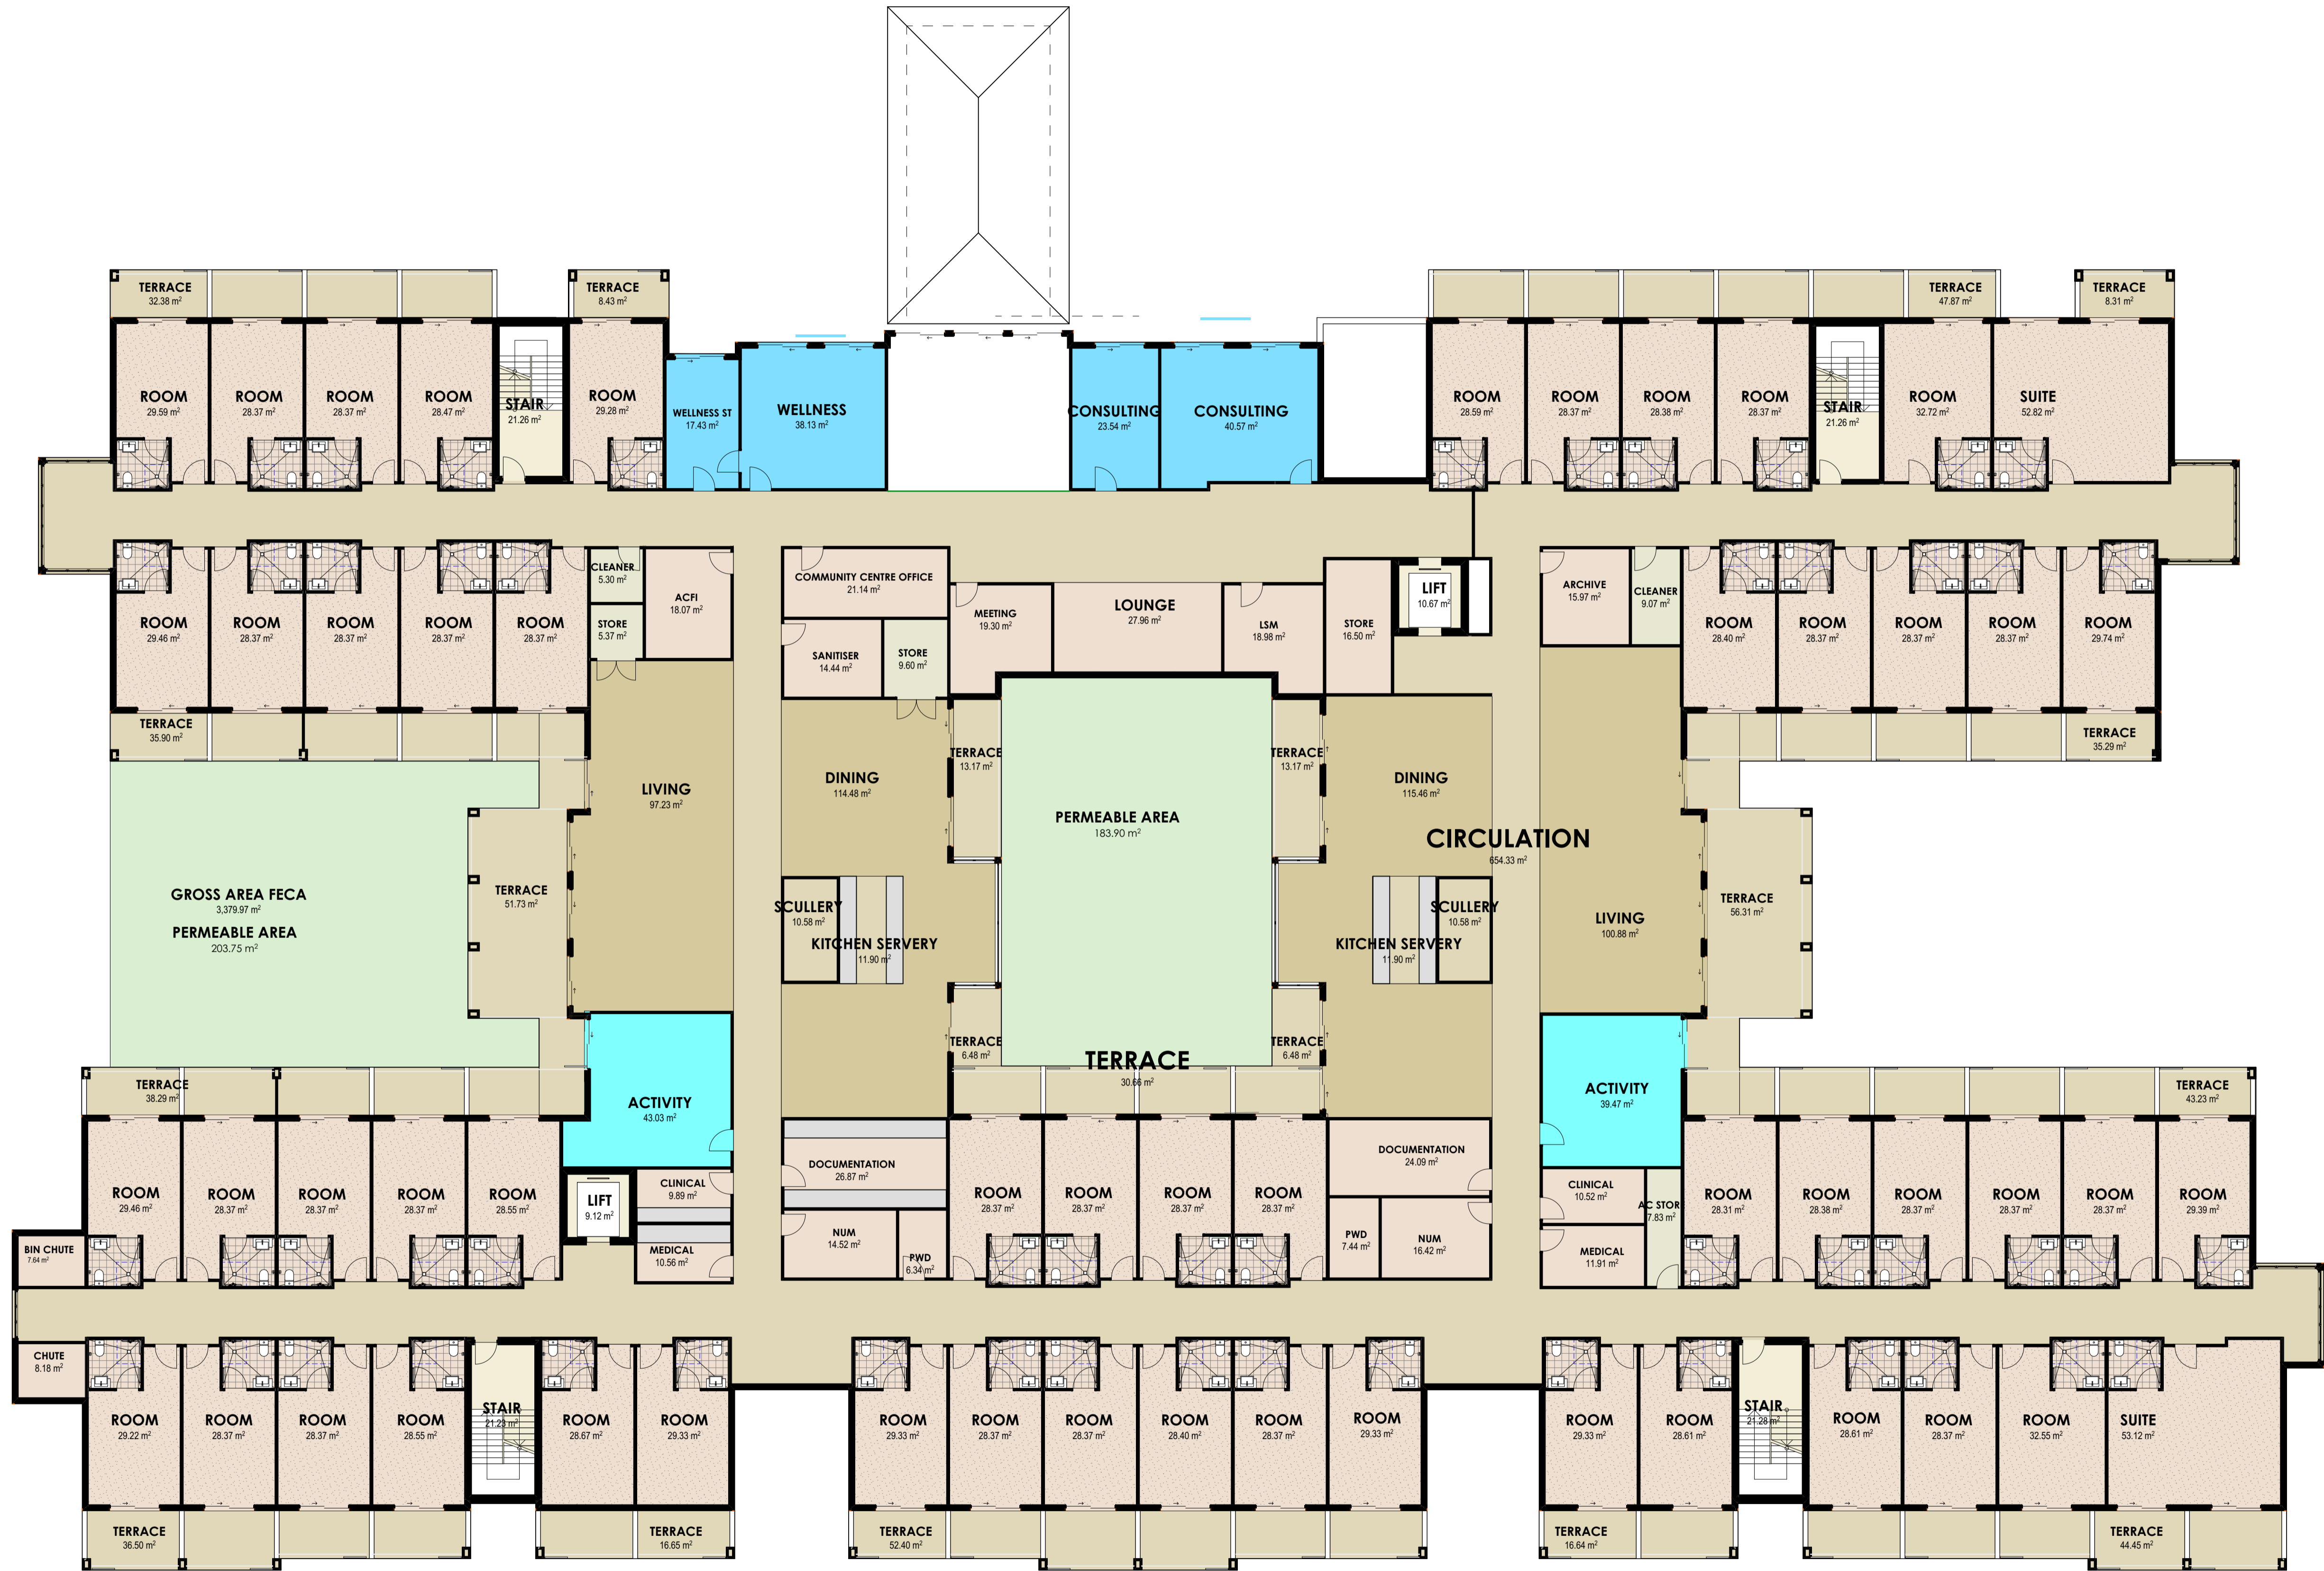 TERRACE
32.38 m²
TERRACE
8.43 m²
TERRACE
47.87 m²
TERRACE
8.31 m²
ROOM
29.59 m²
ROOM
28.37 m²
ROOM
28.37 m²
ROOM
28.47 m²
STAIR
21.26 m²
ROOM
29.28 m²
WELLNESS ST
17.43 m²
WELLNESS
38.13 m²
CONSULTING
23.54 m²
CONSULTING
40.57 m²
ROOM
28.59 m²
ROOM
28.37 m²
ROOM
28.38 m²
ROOM
28.37 m²
STAIR
21.26 m²
ROOM
32.72 m²
SUITE
52.82 m²
CLEANER
5.30 m²
ACFI
18.07 m²
STORE
5.37 m²
COMMUNITY CENTRE OFFICE
21.14 m²
MEETING
19.30 m²
LOUNGE
27.96 m²
LSM
18.98 m²
STORE
16.50 m²
LIFT
10.67 m²
ARCHIVE
15.97 m²
CLEANER
9.07 m²
ROOM
29.46 m²
ROOM
28.37 m²
ROOM
28.37 m²
ROOM
28.37 m²
ROOM
28.37 m²
SANITISER
14.44 m²
STORE
9.60 m²
ROOM
28.40 m²
ROOM
28.37 m²
ROOM
28.37 m²
ROOM
28.37 m²
ROOM
29.74 m²
TERRACE
35.90 m²
TERRACE
35.29 m²
LIVING
97.23 m²
DINING
114.48 m²
TERRACE
13.17 m²
PERMEABLE AREA
183.90 m²
TERRACE
13.17 m²
DINING
115.46 m²
CIRCULATION
654.33 m²
GROSS AREA FECA
3,379.97 m²
PERMEABLE AREA
203.75 m²
TERRACE
51.73 m²
SCULLERY
10.58 m²
KITCHEN SERVERY
11.90 m²
SCULLERY
10.58 m²
KITCHEN SERVERY
11.90 m²
LIVING
100.88 m²
TERRACE
56.31 m²
TERRACE
6.48 m²
TERRACE
6.48 m²
TERRACE
30.66 m²
TERRACE
38.29 m²
ACTIVITY
43.03 m²
ACTIVITY
39.47 m²
TERRACE
43.23 m²
DOCUMENTATION
26.87 m²
DOCUMENTATION
24.09 m²
ROOM
29.46 m²
ROOM
28.37 m²
ROOM
28.37 m²
ROOM
28.37 m²
ROOM
28.55 m²
LIFT
9.12 m²
CLINICAL
9.89 m²
MEDICAL
10.56 m²
NUM
14.52 m²
PWD
6.34 m²
ROOM
28.37 m²
ROOM
28.37 m²
ROOM
28.37 m²
ROOM
28.37 m²
PWD
7.44 m²
NUM
16.42 m²
CLINICAL
10.52 m²
AC STOR
7.83 m²
MEDICAL
11.91 m²
ROOM
28.31 m²
ROOM
28.38 m²
ROOM
28.37 m²
ROOM
28.37 m²
ROOM
28.37 m²
ROOM
29.39 m²
BIN CHUTE
7.64 m²
CHUTE
8.18 m²
ROOM
29.22 m²
ROOM
28.37 m²
ROOM
28.37 m²
ROOM
28.55 m²
STAIR
21.23 m²
ROOM
28.67 m²
ROOM
29.33 m²
ROOM
29.33 m²
ROOM
28.37 m²
ROOM
28.37 m²
ROOM
28.40 m²
ROOM
28.37 m²
ROOM
29.33 m²
ROOM
29.33 m²
ROOM
28.61 m²
STAIR
21.28 m²
ROOM
28.61 m²
ROOM
28.37 m²
ROOM
32.55 m²
SUITE
53.12 m²
TERRACE
36.50 m²
TERRACE
16.65 m²
TERRACE
52.40 m²
TERRACE
16.64 m²
TERRACE
44.45 m²